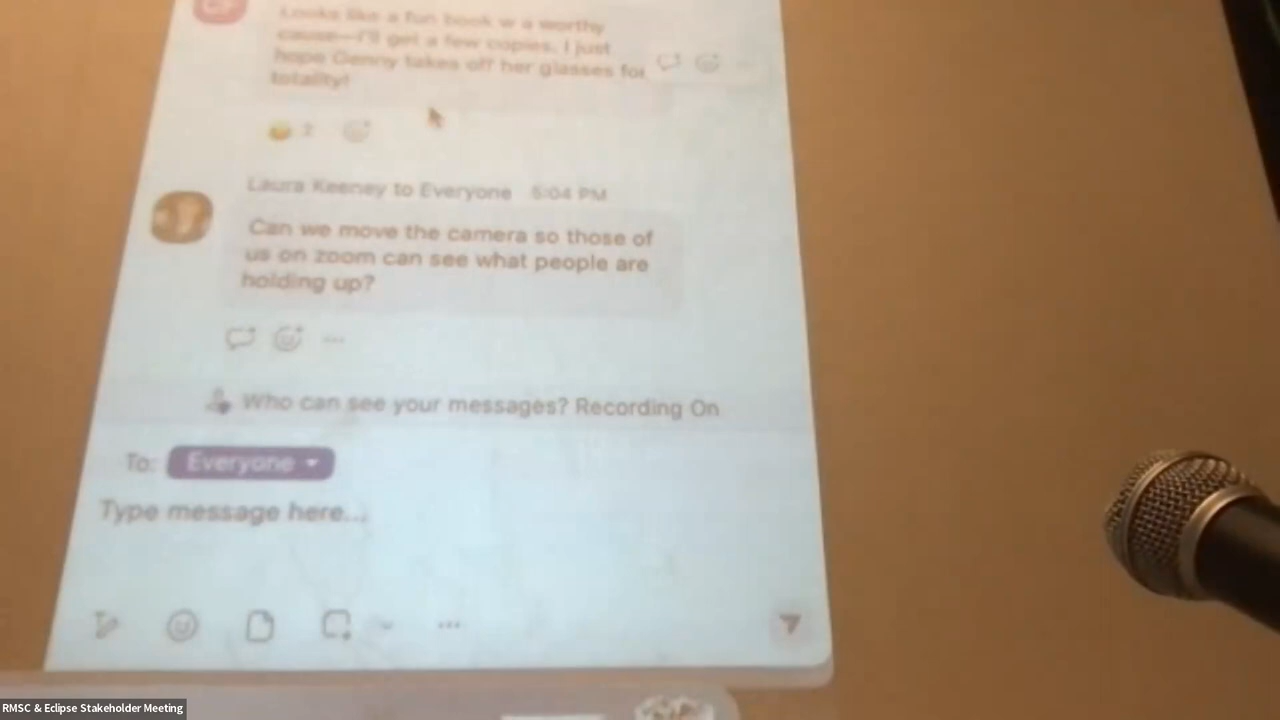 Looks like a fun book w a worthy
cause—I'll get a few copies. I just
hope Genny takes off her glasses for
totality!
2
Laura Keeney to Everyone 5:04 PM
Can we move the camera so those of
us on zoom can see what people are
holding up?
Who can see your messages? Recording On
To: Everyone
Type message here...
RMSC & Eclipse Stakeholder Meeting